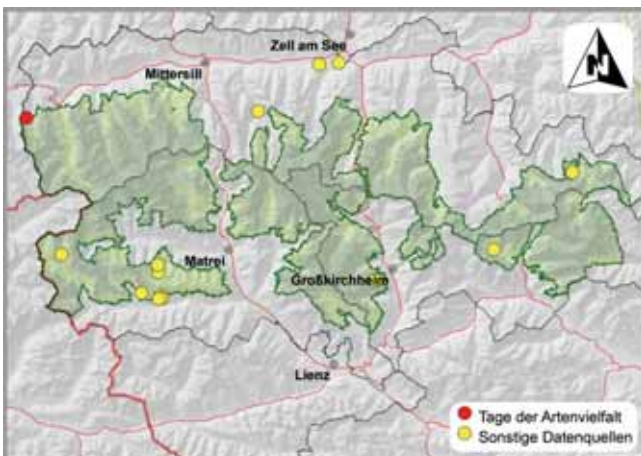 Zell am See
N
Mittersill
Matrei
Großkirchheim
Lienz
Tage der Artenvielfalt
Sonstige Datenquellen